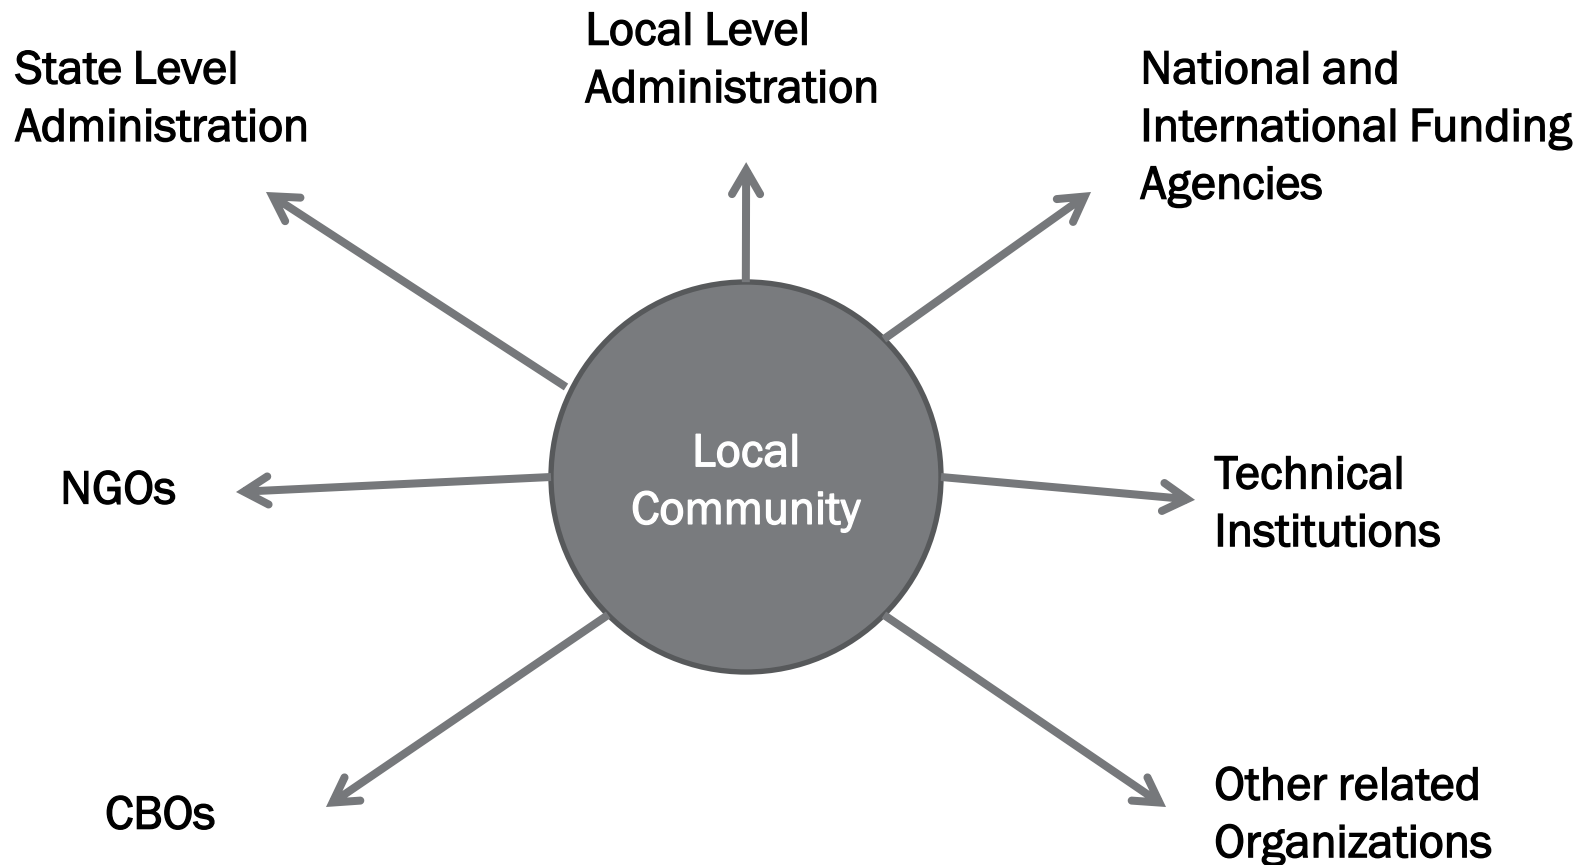 Local Level
Administration
State Level
Administration
National and
International Funding
Agencies
Local
Community
NGOs
Technical
Institutions
CBOs
Other related
Organizations